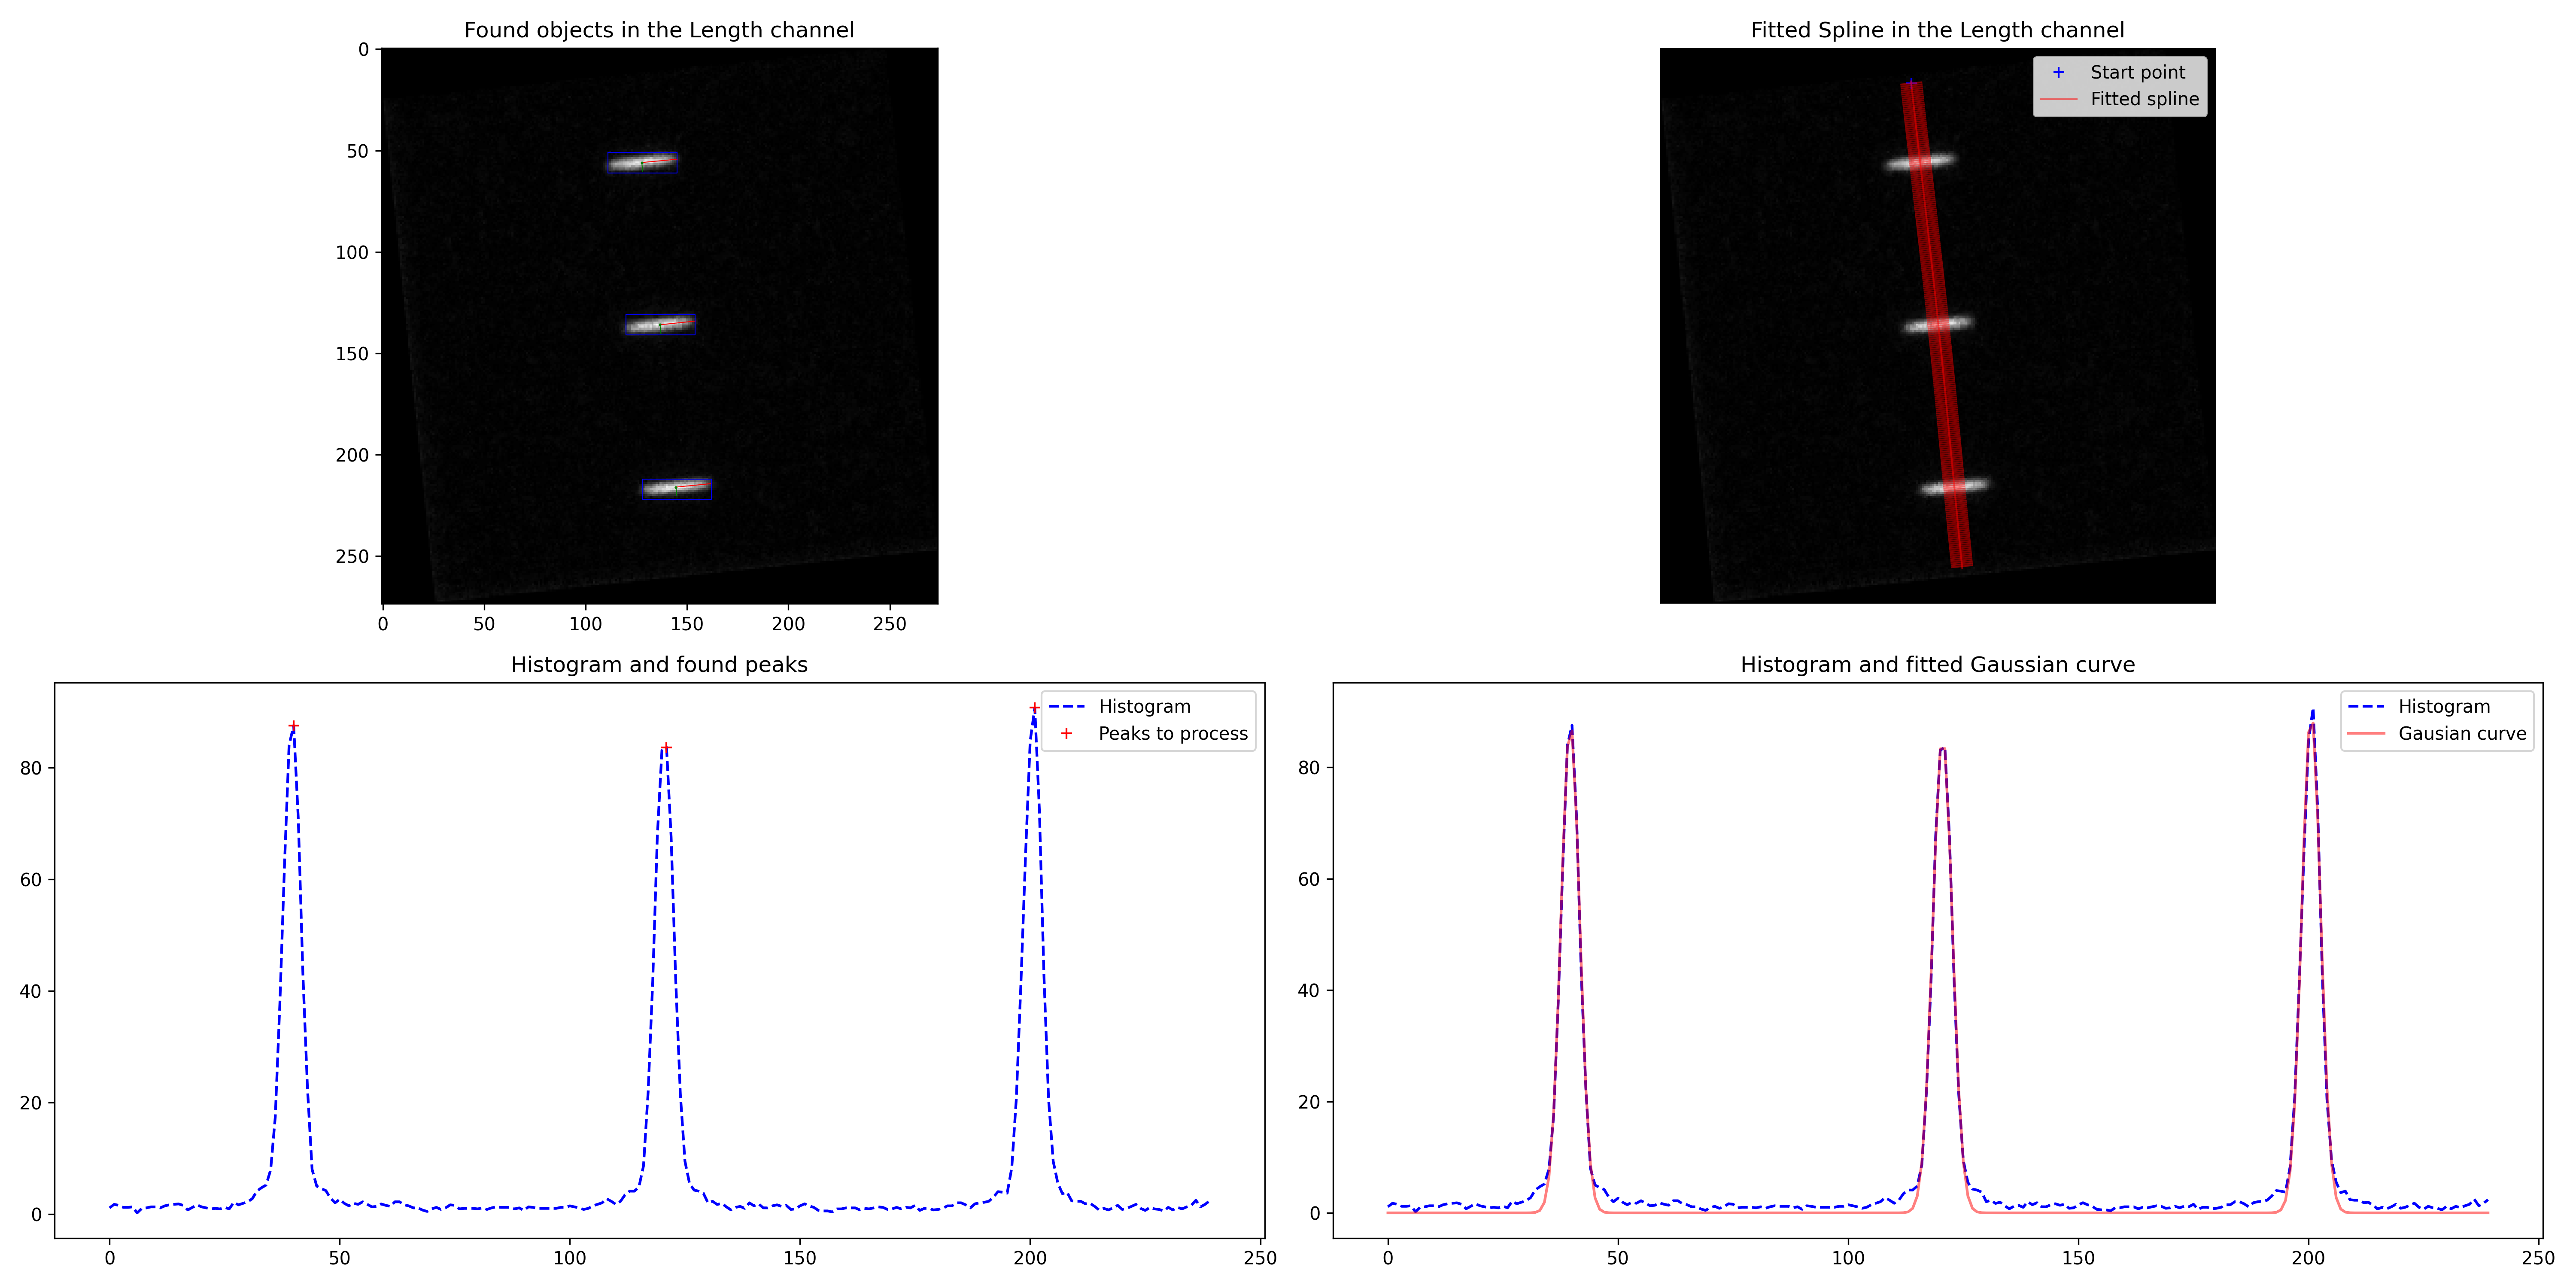 Found objects in the Length channel
0
50
100
150
200
250
0 50 100 150 200 250
Fitted Spline in the Length channel
Start point
Fitted spline
Histogram and found peaks
Histogram
Peaks to process
80
60
40
20
0
0 50 100 150 200 250
Histogram and fitted Gaussian curve
Histogram
Gausian curve
80
60
40
20
0
0 50 100 150 200 250